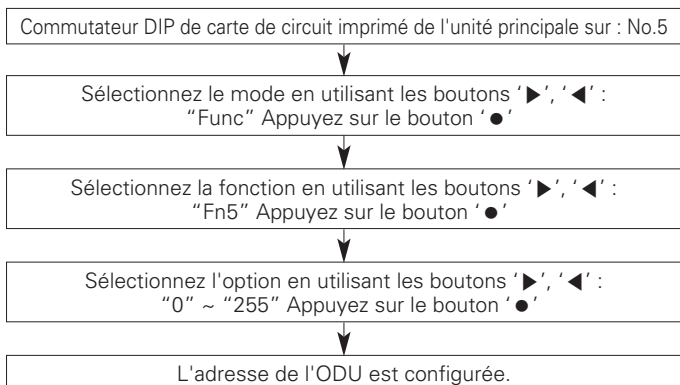 Commutateur DIP de carte de circuit imprimé de l'unité principale sur : No.5
Sélectionnez le mode en utilisant les boutons ‘▶’, ‘◀’ :
“Func” Appuyez sur le bouton ‘●’
Sélectionnez la fonction en utilisant les boutons ‘▶’, ‘◀’ :
“Fn5” Appuyez sur le bouton ‘●’
Sélectionnez l'option en utilisant les boutons ‘▶’, ‘◀’ :
“0” ~ “255” Appuyez sur le bouton ‘●’
L'adresse de l'ODU est configurée.